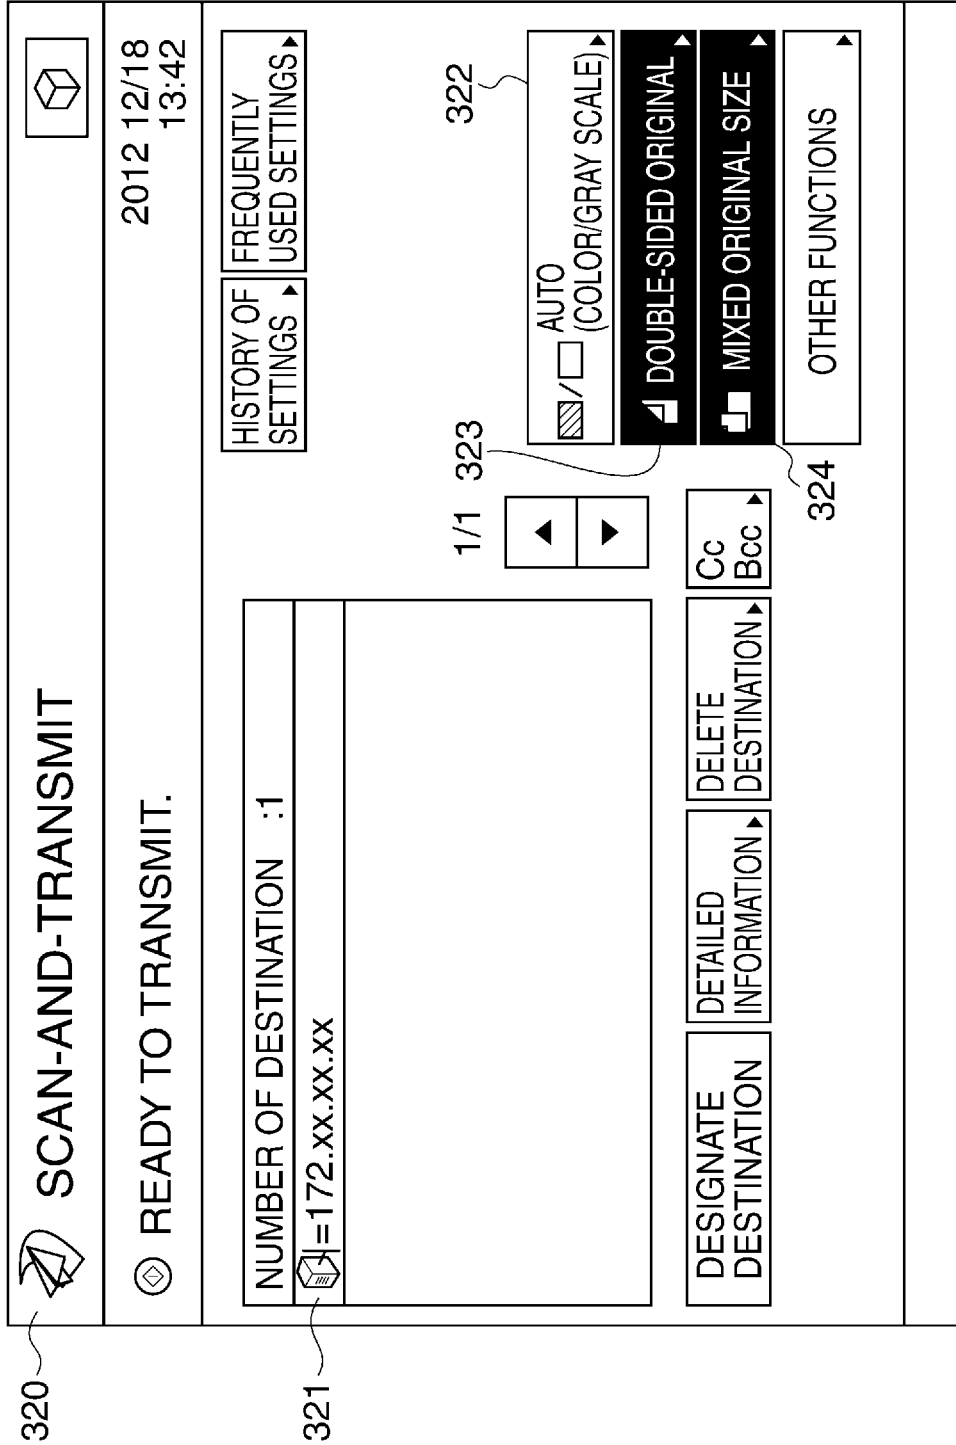 320
SCAN-AND-TRANSMIT
READY TO TRANSMIT.
2012 12/18
13:42
HISTORY OF
SETTINGS
FREQUENTLY
USED SETTINGS
NUMBER OF DESTINATION :1
321
=172.xx.xx.xx
1/1
322
AUTO
(COLOR/GRAY SCALE)
323
DOUBLE-SIDED ORIGINAL
MIXED ORIGINAL SIZE
324
OTHER FUNCTIONS
DESIGNATE
DESTINATION
DETAILED
INFORMATION
DELETE
DESTINATION
Cc
Bcc